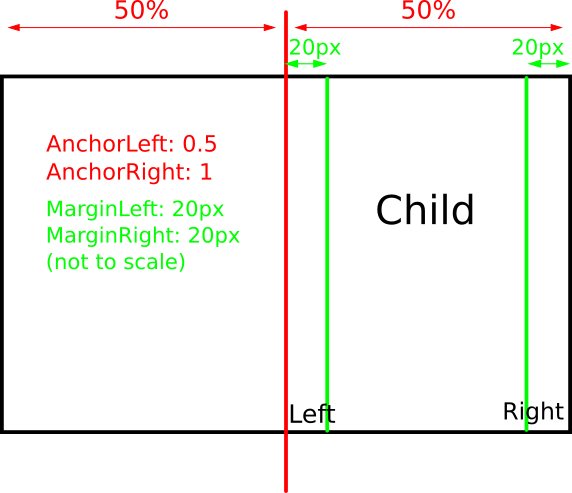 50%
50%
20px
20px
AnchorLeft: 0.5
AnchorRight: 1
MarginLeft: 20px
MarginRight: 20px
(not to scale)
Child
Left
Right